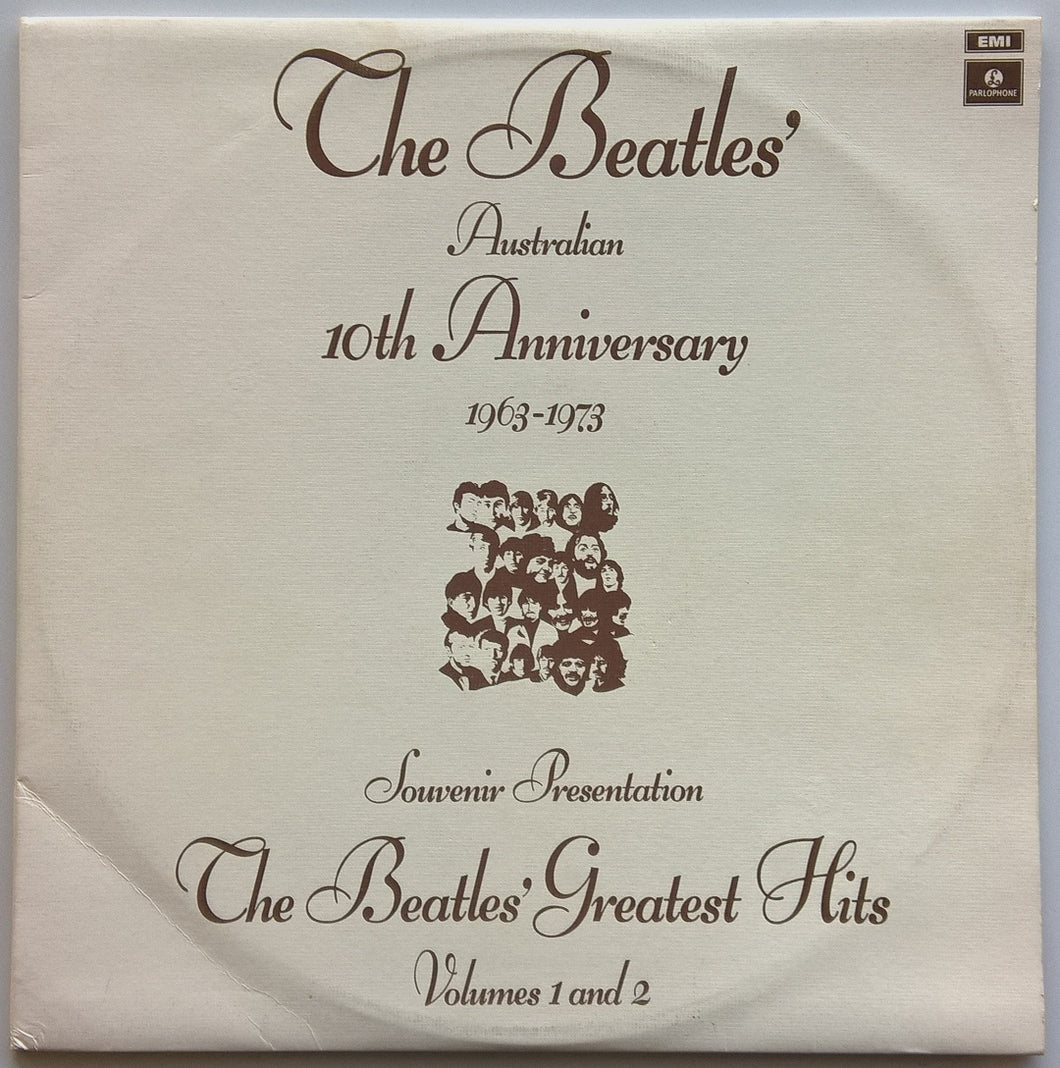 EMI
PARLOPHONE
The Beatles'
Australian
10th Anniversary
1963-1973
Souvenir Presentation
The Beatles' Greatest Hits
Volumes 1 and 2